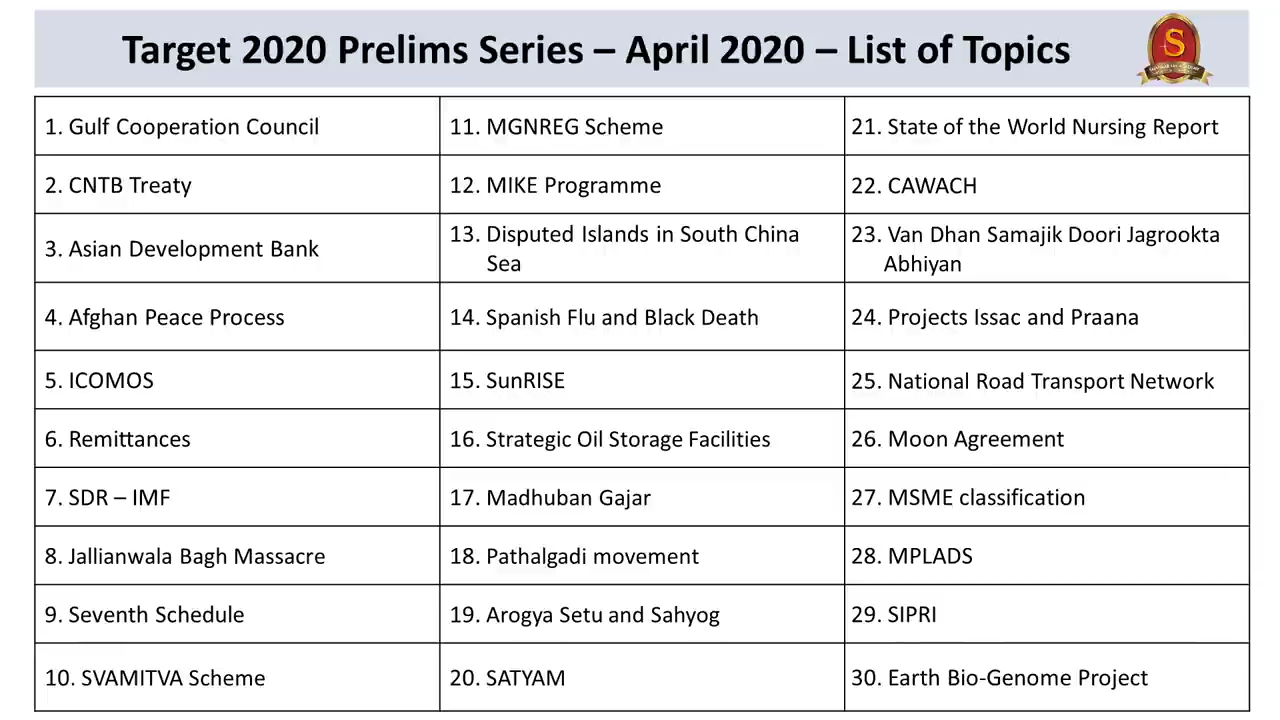 Target 2020 Prelims Series – April 2020 – List of Topics
S
1. Gulf Cooperation Council
11. MGNREG Scheme
21. State of the World Nursing Report
2. CNTB Treaty
12. MIKE Programme
22. CAWACH
3. Asian Development Bank
13. Disputed Islands in South China
Sea
23. Van Dhan Samajik Doori Jagrookta
Abhiyan
4. Afghan Peace Process
14. Spanish Flu and Black Death
24. Projects Issac and Praana
5. ICOMOS
15. SunRISE
25. National Road Transport Network
6. Remittances
16. Strategic Oil Storage Facilities
26. Moon Agreement
7. SDR – IMF
17. Madhuban Gajar
27. MSME classification
8. Jallianwala Bagh Massacre
18. Pathalgadi movement
28. MPLADS
9. Seventh Schedule
19. Arogya Setu and Sahyog
29. SIPRI
10. SVAMITVA Scheme
20. SATYAM
30. Earth Bio-Genome Project